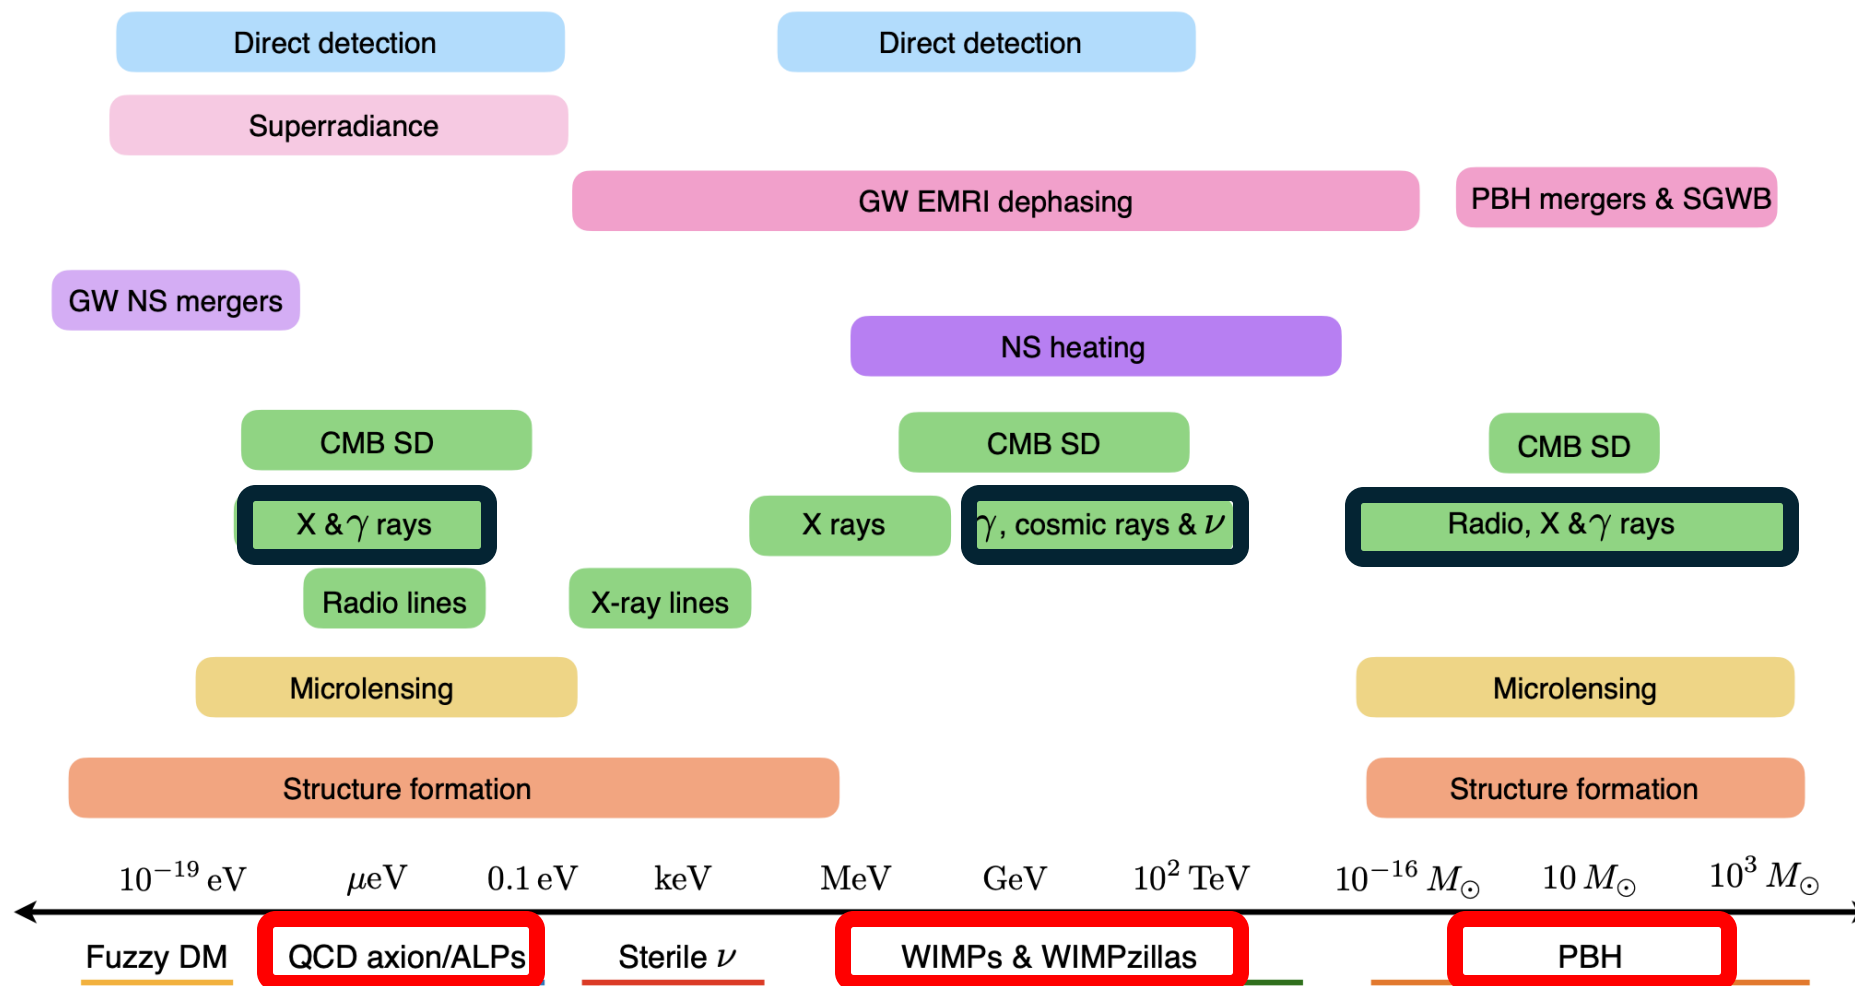 Direct detection Direct detection
Superradiance
GW EMRI dephasing PBH mergers & SGWB
GW NS mergers
NS heating
CMB SD CMB SD CMB SD
X & γ rays X rays γ, cosmic rays & ν Radio, X & γ rays
Radio lines X-ray lines
Microlensing Microlensing
Structure formation Structure formation
10⁻¹⁹ eV μeV 0.1 eV keV MeV GeV 10² TeV 10⁻¹⁶ M☉ 10 M☉ 10³ M☉
Fuzzy DM QCD axion/ALPs Sterile ν WIMPs & WIMPzillas PBH